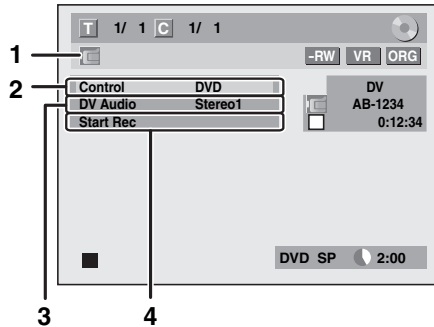 T 1/ 1 C 1/ 1
1
-RW VR ORG
2
Control DVD
DV
DV Audio Stereo1
AB-1234
Start Rec
0:12:34
DVD SP 2:00
3 4